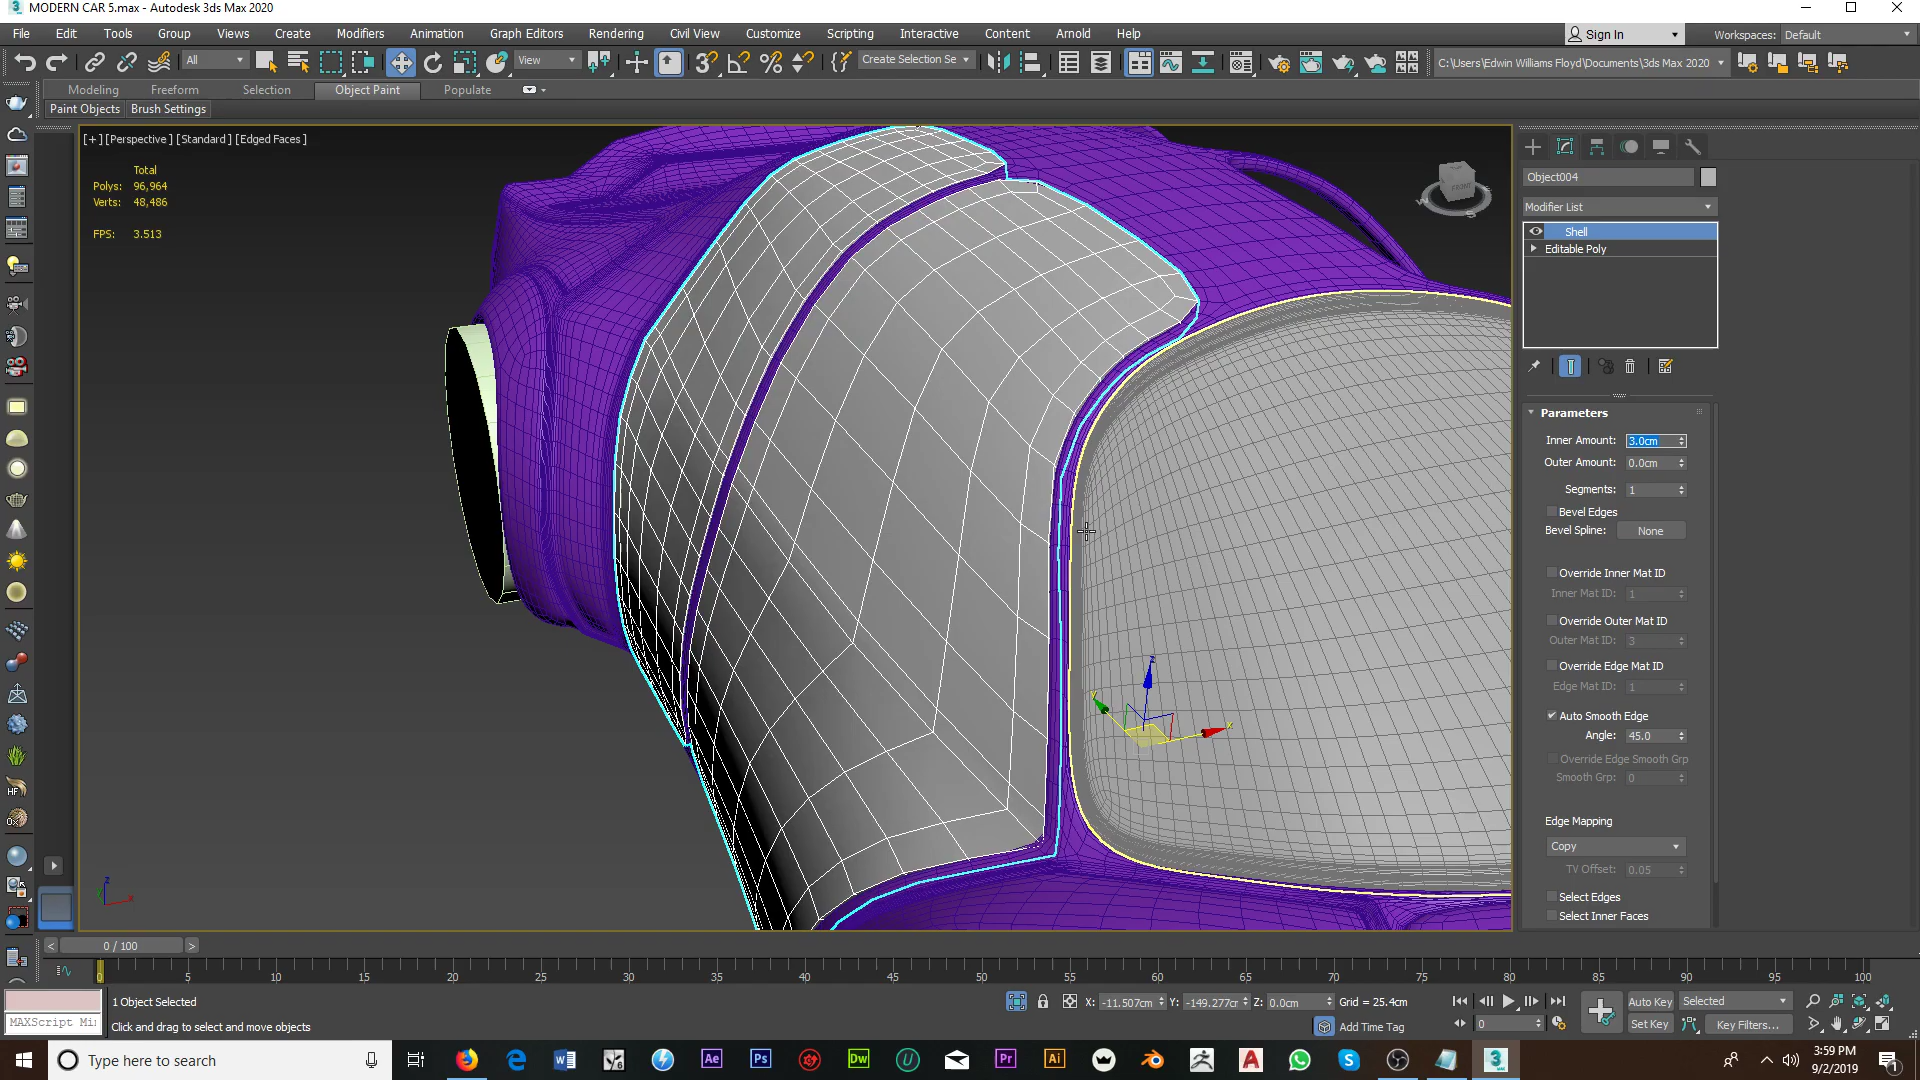 MODERN CAR 5.max - Autodesk 3ds Max 2020
File Edit Tools Group Views Create Modifiers Animation Graph Editors Rendering Civil View Customize Scripting Interactive Content Arnold Help
Sign In Workspaces: Default
All View Create Selection Se C:\Users\Edwin Williams Floyd\Documents\3ds Max 2020
Modeling Freeform Selection Object Paint Populate
Paint Objects Brush Settings
[+] [Perspective] [Standard] [Edged Faces]
Total
Polys: 96,964
Verts: 48,486
FPS: 3.513
FRONT
Object004
Modifier List
Shell
Editable Poly
Parameters
Inner Amount: 3.0cm
Outer Amount: 0.0cm
Segments: 1
Bevel Edges
Bevel Spline: None
Override Inner Mat ID
Inner Mat ID: 1
Override Outer Mat ID
Outer Mat ID: 3
Override Edge Mat ID
Edge Mat ID: 1
Auto Smooth Edge
Angle: 45.0
Override Edge Smooth Grp
Smooth Grp: 0
Edge Mapping
Copy
TV Offset: 0.05
Select Edges
Select Inner Faces
z
y
x
z
x
< 0 / 100 >
0 5 10 15 20 25 30 35 40 45 50 55 60 65 70 75 80 85 90 95 100
1 Object Selected X: -11.507cm Y: -149.277cr Z: 0.0cm Grid = 25.4cm Auto Key Selected
MAXScript Mi Click and drag to select and move objects Add Time Tag 0 Set Key Key Filters...
Type here to search
3:59 PM
9/2/2019